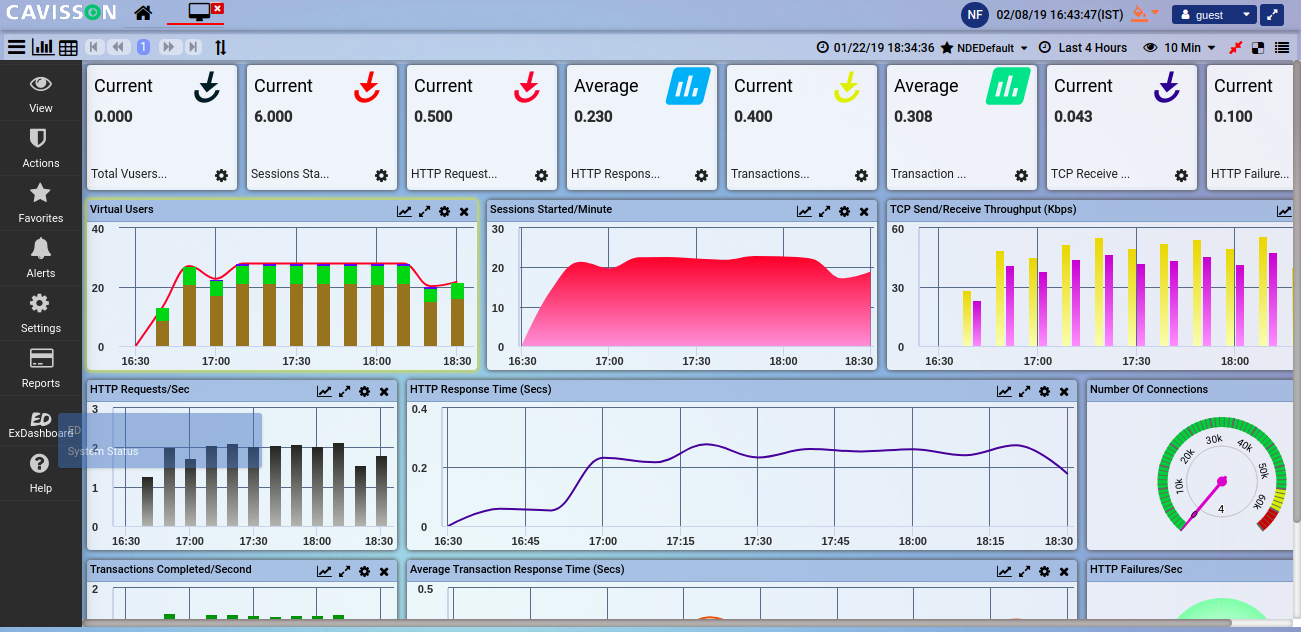 CAVISSON
NF 02/08/19 16:43:47(IST) guest
1 01/22/19 18:34:36 NDEDefault Last 4 Hours 10 Min
View
Actions
Favorites
Alerts
Settings
Reports
ED
ExDashboard
Help
ED
System Status
Current
0.000
Total Vusers...
Current
6.000
Sessions Sta...
Current
0.500
HTTP Request...
Average
0.230
HTTP Respons...
Current
0.400
Transactions...
Average
0.308
Transaction ...
Current
0.043
TCP Receive ...
Current
0.100
HTTP Failure...
Virtual Users
40
20
0
16:30 17:00 17:30 18:00 18:30
Sessions Started/Minute
30
20
10
0
16:30 17:00 17:30 18:00 18:30
TCP Send/Receive Throughput (Kbps)
60
30
0
16:30 17:00 17:30 18:00
HTTP Requests/Sec
3
2
1
0
16:30 17:00 17:30 18:00 18:30
HTTP Response Time (Secs)
0.4
0.2
0
16:30 16:45 17:00 17:15 17:30 17:45 18:00 18:15 18:30
Number Of Connections
0 10k 20k 30k 40k 50k 60k
4
Transactions Completed/Second
2
Average Transaction Response Time (Secs)
0.5
HTTP Failures/Sec